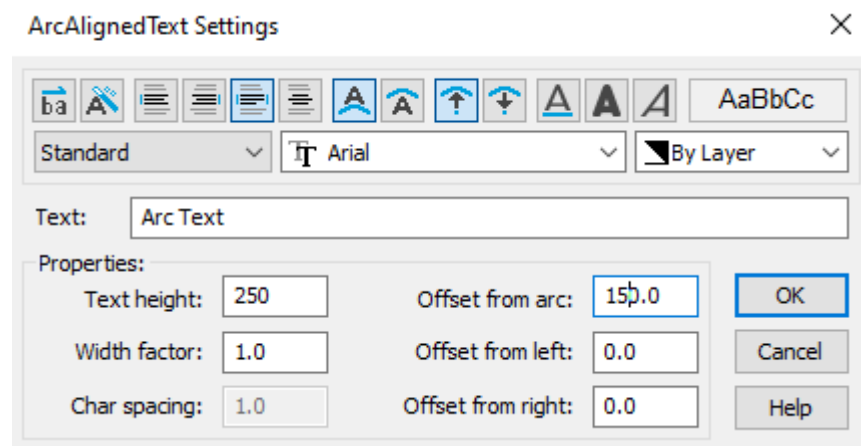 ArcAlignedText Settings
ba A A A A A A AaBbCc
Standard Arial By Layer
Text: Arc Text
Properties:
Text height: 250 Offset from arc: 150.0 OK
Width factor: 1.0 Offset from left: 0.0 Cancel
Char spacing: 1.0 Offset from right: 0.0 Help